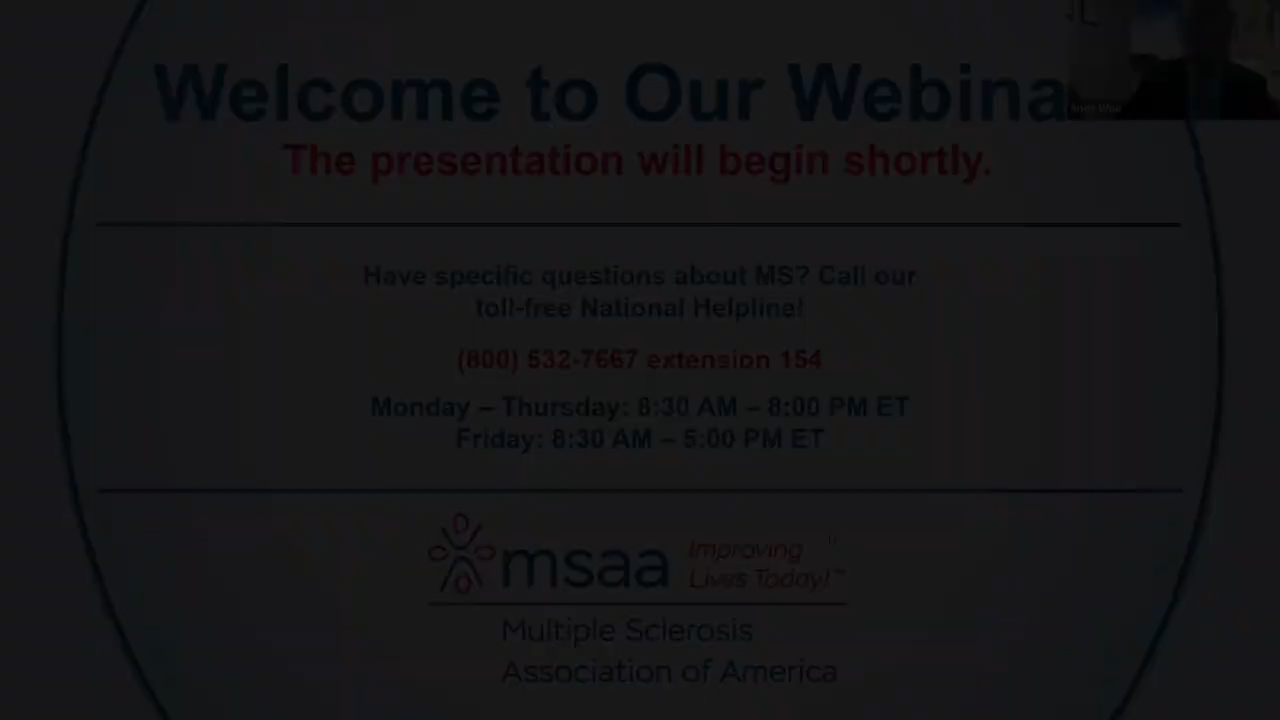 Welcome to Our Webina
The presentation will begin shortly.
Have specific questions about MS? Call our
toll-free National Helpline!
(800) 532-7667 extension 154
Monday – Thursday: 8:30 AM – 8:00 PM ET
Friday: 8:30 AM – 5:00 PM ET
msaa
Improving
Lives Today!™
Multiple Sclerosis
Association of America